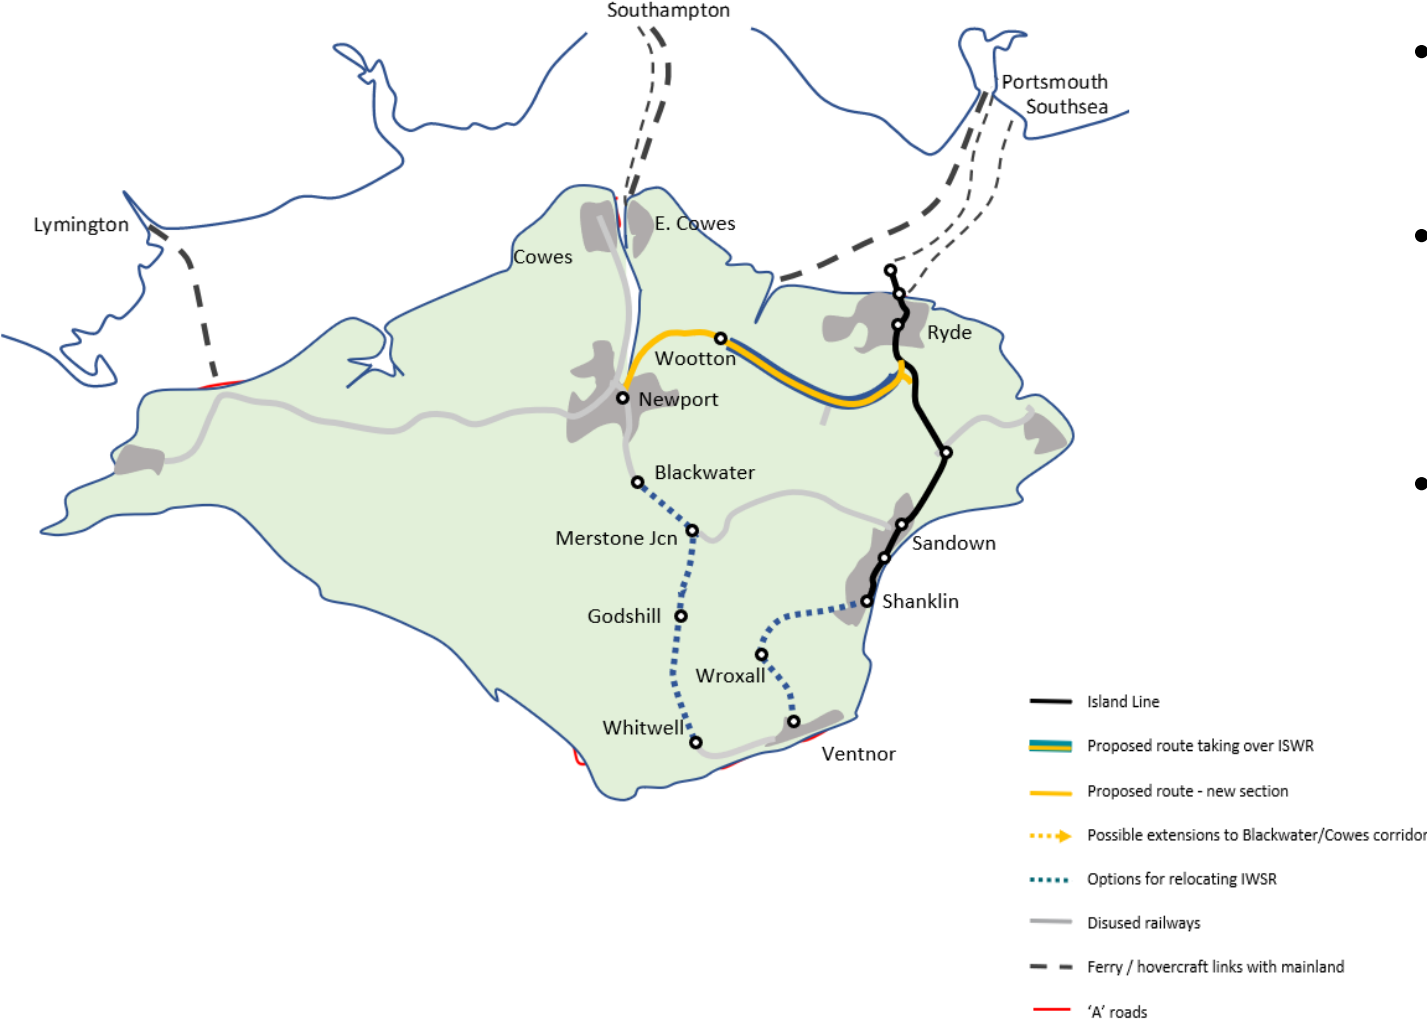 Southampton
Portsmouth
Southsea
Lymington
E. Cowes
Cowes
Ryde
Wootton
Newport
Blackwater
Merstone Jcn
Sandown
Shanklin
Godshill
Wroxall
Whitwell
Ventnor
Island Line
Proposed route taking over ISWR
Proposed route - new section
Possible extensions to Blackwater/Cowes corridor
Options for relocating IWSR
Disused railways
Ferry / hovercraft links with mainland
‘A’ roads